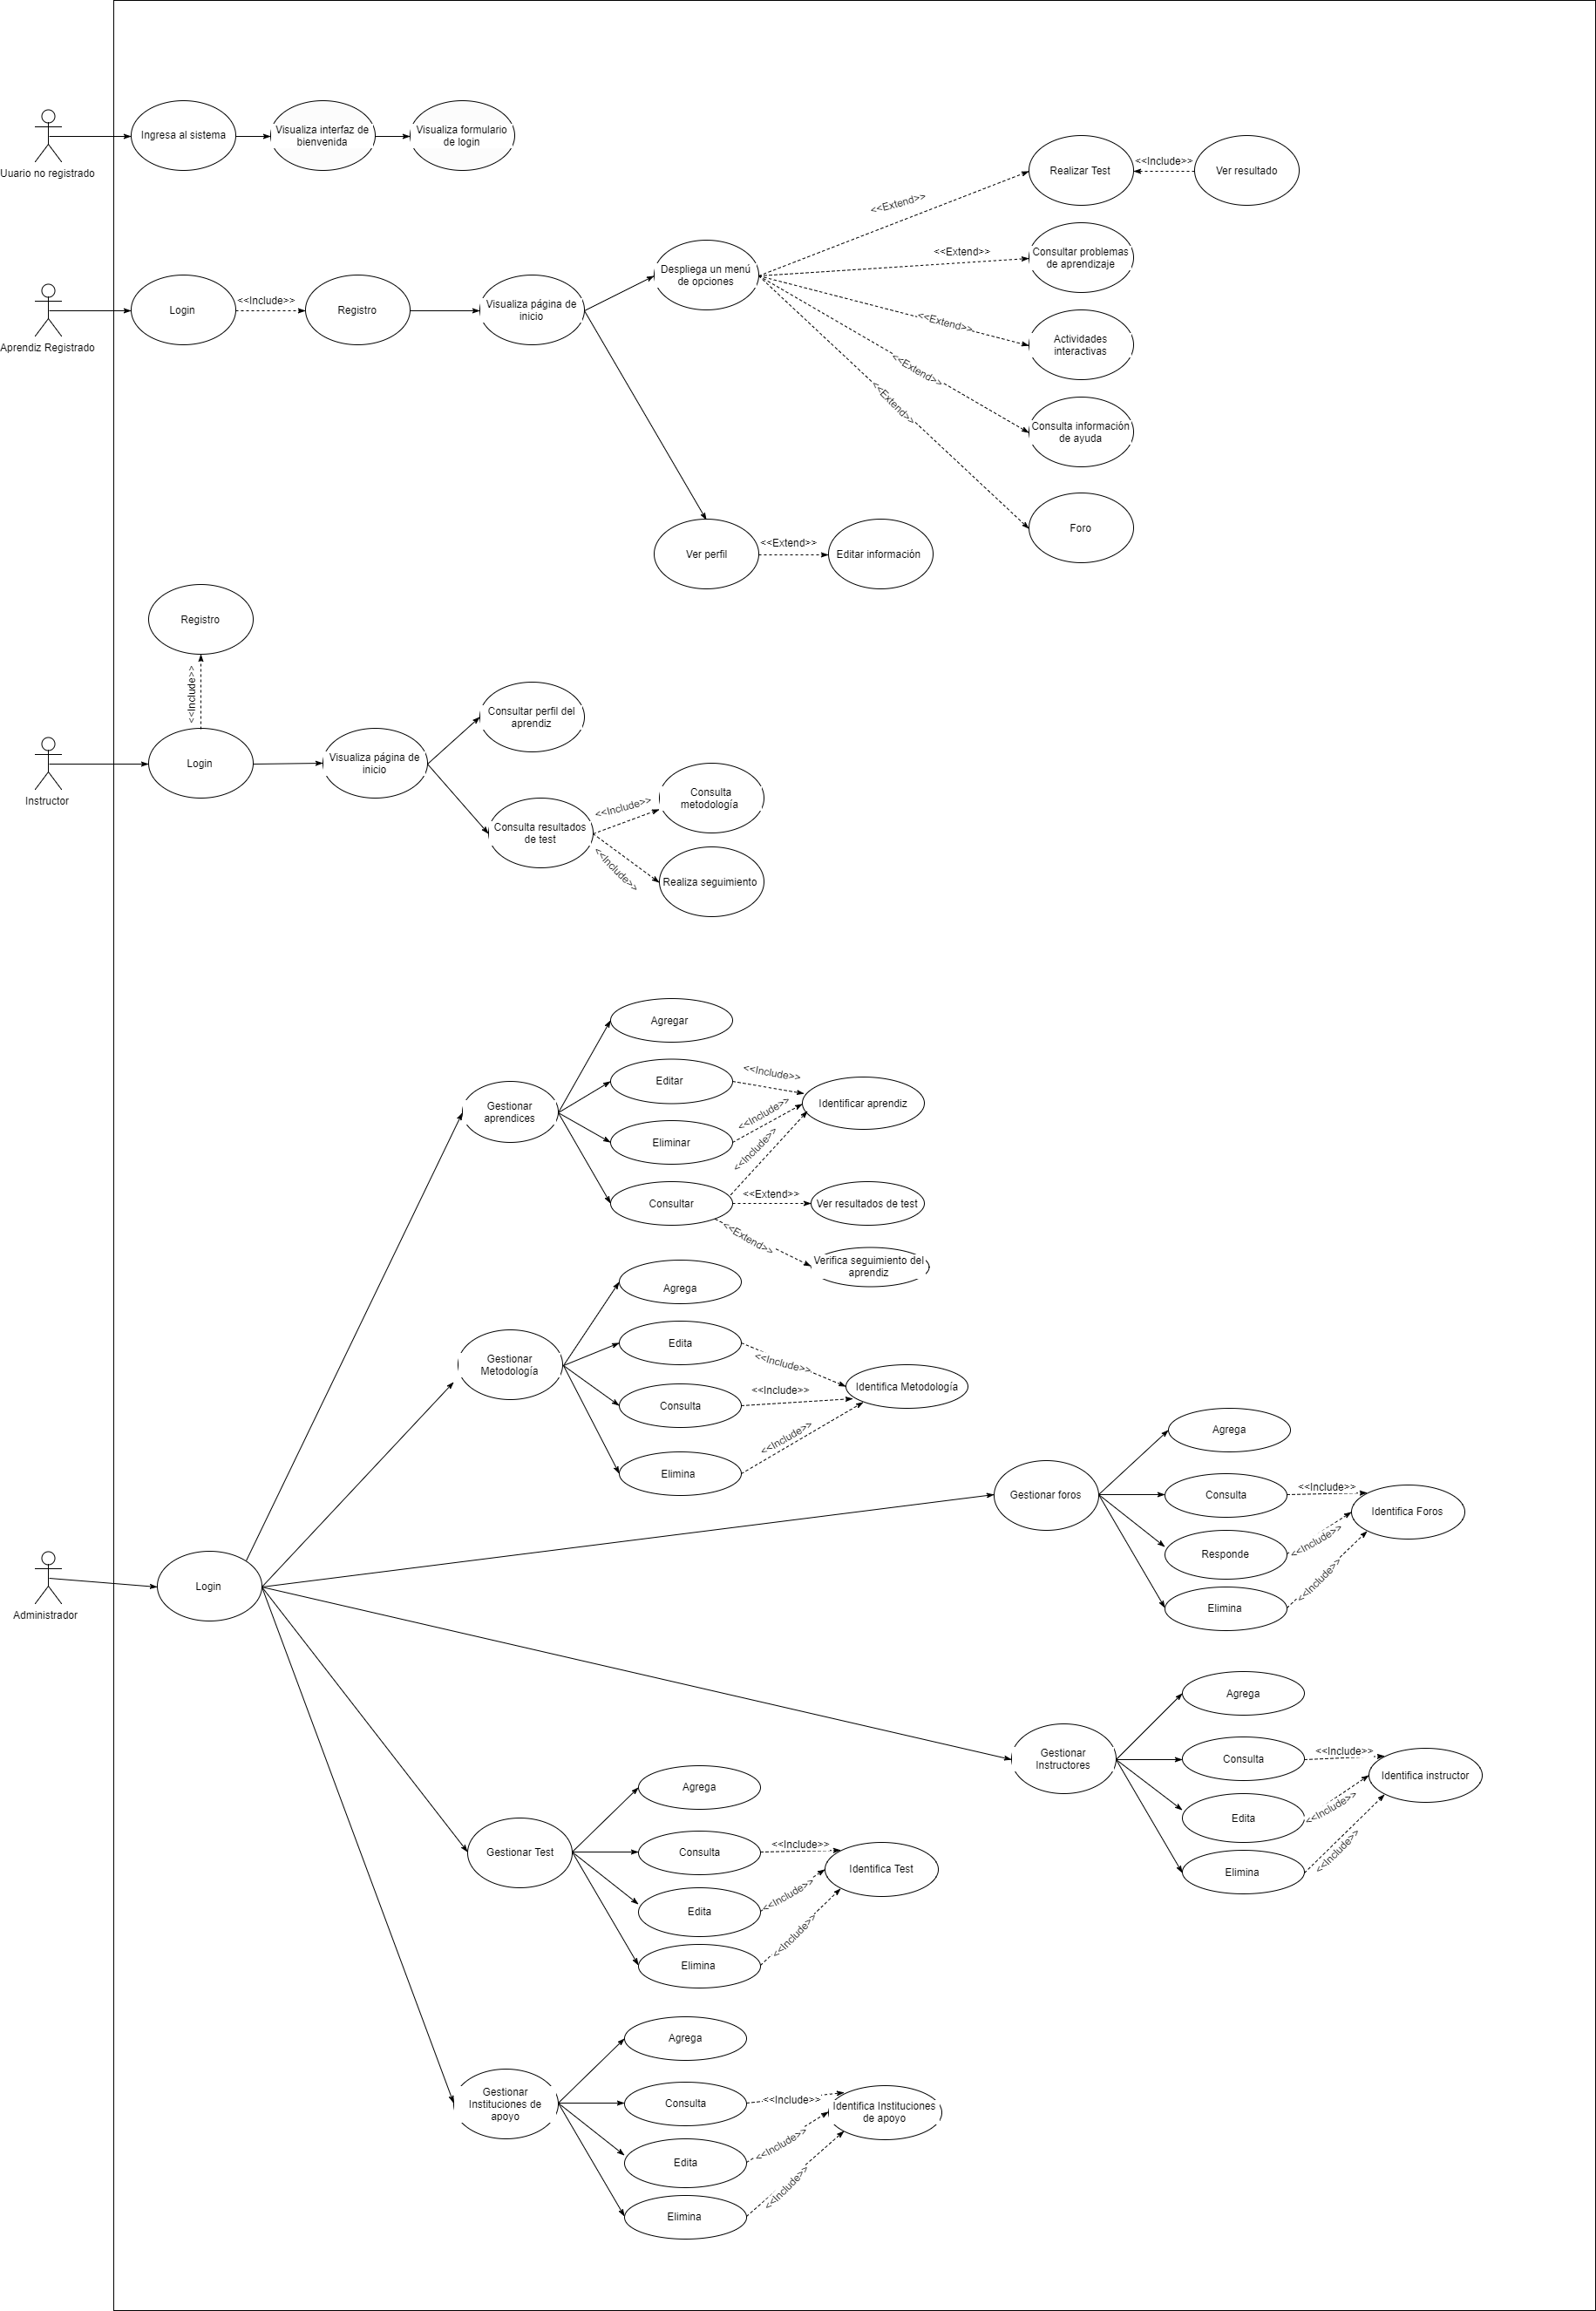 Ingresa al sistema
Visualiza interfaz de
bienvenida
Visualiza formulario
de login
Uuario no registrado
Realizar Test
<<Include>>
Ver resultado
<<Extend>>
Consultar problemas
de aprendizaje
<<Extend>>
Despliega un menú
de opciones
Login
<<Include>>
Registro
Visualiza página de
inicio
Aprendiz Registrado
<<Extend>>
Actividades
interactivas
<<Extend>>
<<Extend>>
Consulta información
de ayuda
Foro
Ver perfil
<<Extend>>
Editar información
Registro
<<Include>>
Consultar perfil del
aprendiz
Login
Visualiza página de
inicio
Instructor
Consulta resultados
de test
<<Include>>
Consulta
metodología
<<Include>>
Realiza seguimiento
Agregar
Gestionar
aprendices
Editar
<<Include>>
Identificar aprendiz
Eliminar
<<Include>>
<<Include>>
Consultar
<<Extend>>
Ver resultados de test
<<Extend>>
Verifica seguimiento del
aprendiz
Agrega
Gestionar
Metodología
Edita
<<Include>>
Consulta
<<Include>>
Identifica Metodología
Elimina
<<Include>>
Agrega
Gestionar foros
Consulta
<<Include>>
Identifica Foros
Responde
<<Include>>
Elimina
<<Include>>
Login
Administrador
Agrega
Gestionar
Instructores
Consulta
<<Include>>
Identifica instructor
Edita
<<Include>>
Elimina
<<Include>>
Agrega
Gestionar Test
Consulta
<<Include>>
Identifica Test
Edita
<<Include>>
Elimina
<<Include>>
Agrega
Gestionar
Instituciones de
apoyo
Consulta
<<Include>>
Identifica Instituciones
de apoyo
Edita
<<Include>>
Elimina
<<Include>>